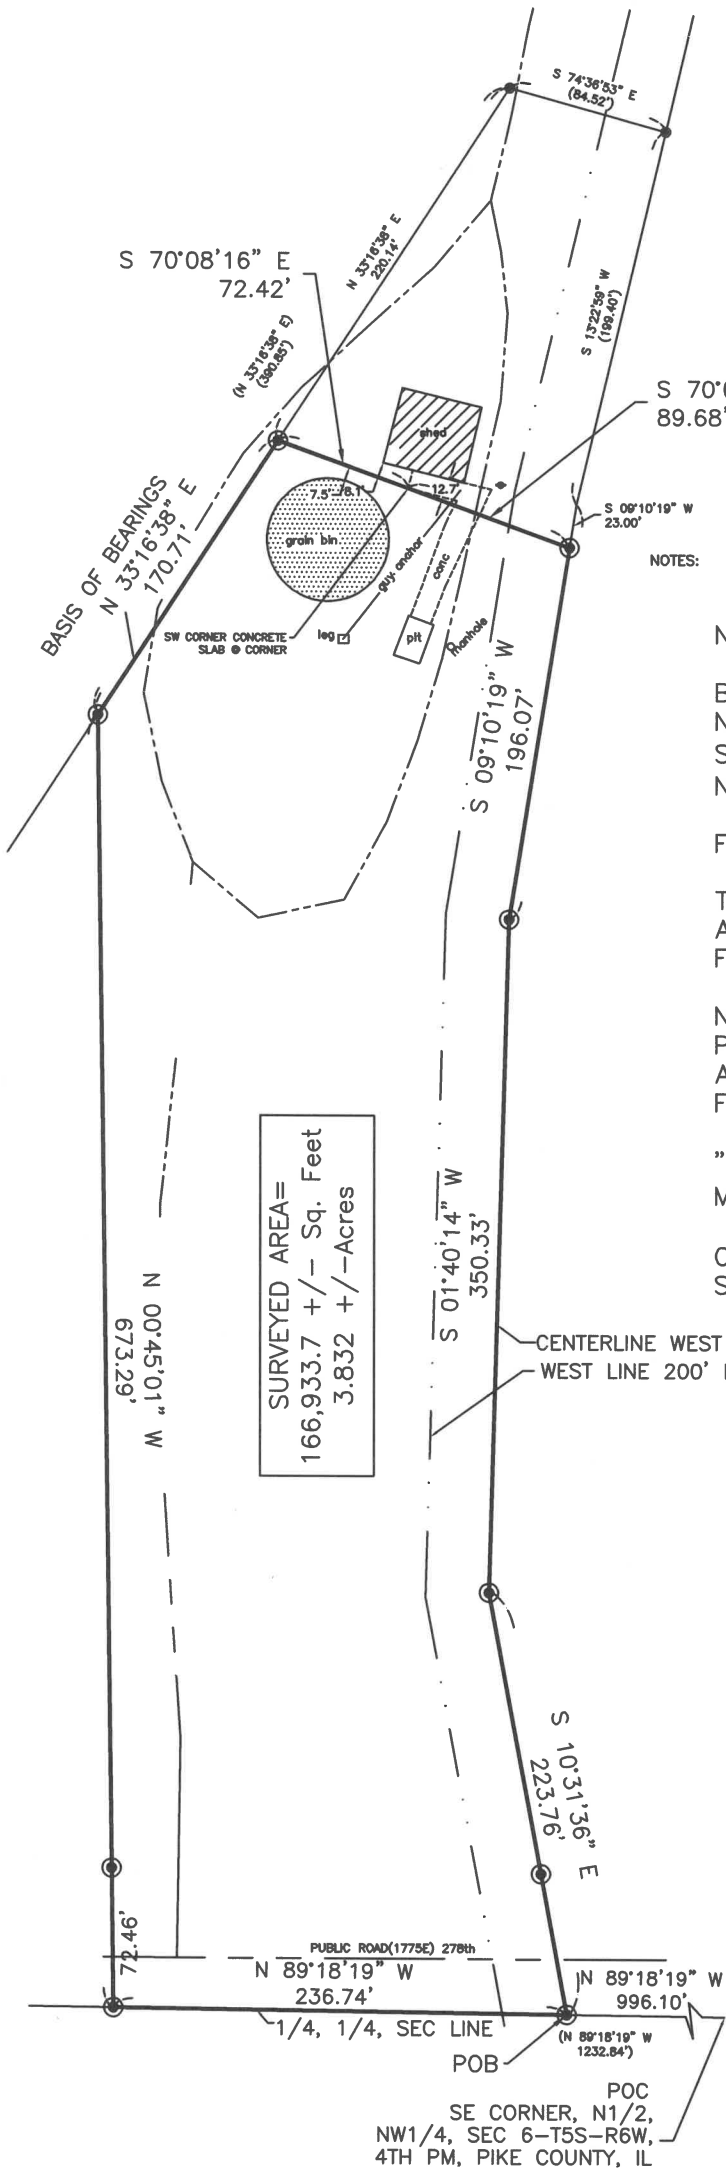 S 74°36'53" E
(84.52')
N 33°16'38" E
220.14'
S 70°08'16" E
72.42'
(N 33°16'38" E)
(390.85')
S 13°22'59" W
(199.40')
shed
S 70°0
89.68'
12.7'
7.5'
8.1'
S 09°10'19" W
23.00'
BASIS OF BEARINGS
N 33°16'38" E
170.71'
grain bin
guy anchor
conc
NOTES:
SW CORNER CONCRETE
SLAB @ CORNER
leg
pit
manhole
N
B
N
S
N
S 09°10'19" W
196.07'
F
T
A
F
N
P
A
F
"
M
O
S
SURVEYED AREA=
166,933.7 +/- Sq. Feet
3.832 +/-Acres
S 01°40'14" W
350.33'
N 00°45'01" W
673.29'
CENTERLINE WEST
WEST LINE 200'
S 10°31'36" E
223.76'
72.46'
PUBLIC ROAD(1775E) 278th
N 89°18'19" W
236.74'
N 89°18'19" W
996.10'
1/4, 1/4, SEC LINE
(N 89°18'19" W
1232.84')
POB
POC
SE CORNER, N1/2,
NW1/4, SEC 6-T5S-R6W,
4TH PM, PIKE COUNTY, IL